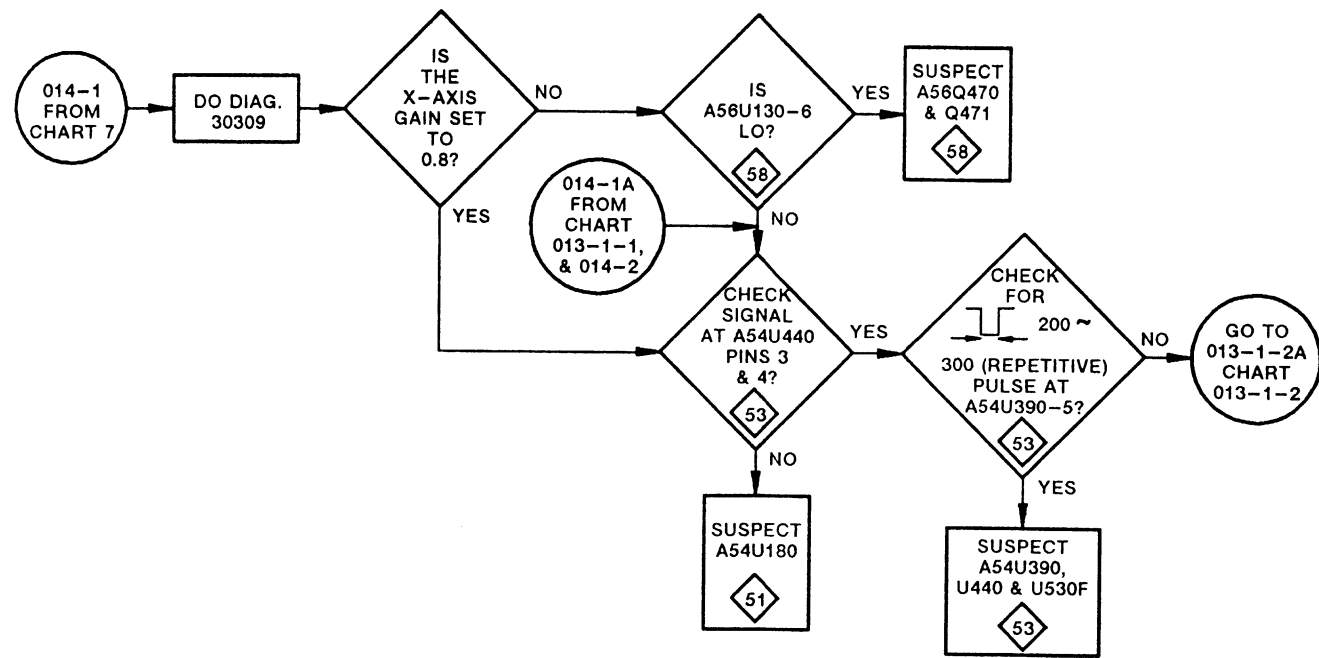 014-1
FROM
CHART 7
DO DIAG.
30309
IS
THE
X-AXIS
GAIN SET
TO
0.8?
NO
YES
IS
A56U130-6
LO?
58
YES
NO
SUSPECT
A56Q470
& Q471
58
014-1A
FROM
CHART
013-1-1,
& 014-2
CHECK
SIGNAL
AT A54U440
PINS 3
& 4?
53
YES
NO
SUSPECT
A54U180
51
CHECK
FOR
200 ~
300 (REPETITIVE)
PULSE AT
A54U390-5?
53
NO
YES
GO TO
013-1-2A
CHART
013-1-2
SUSPECT
A54U390,
U440 & U530F
53